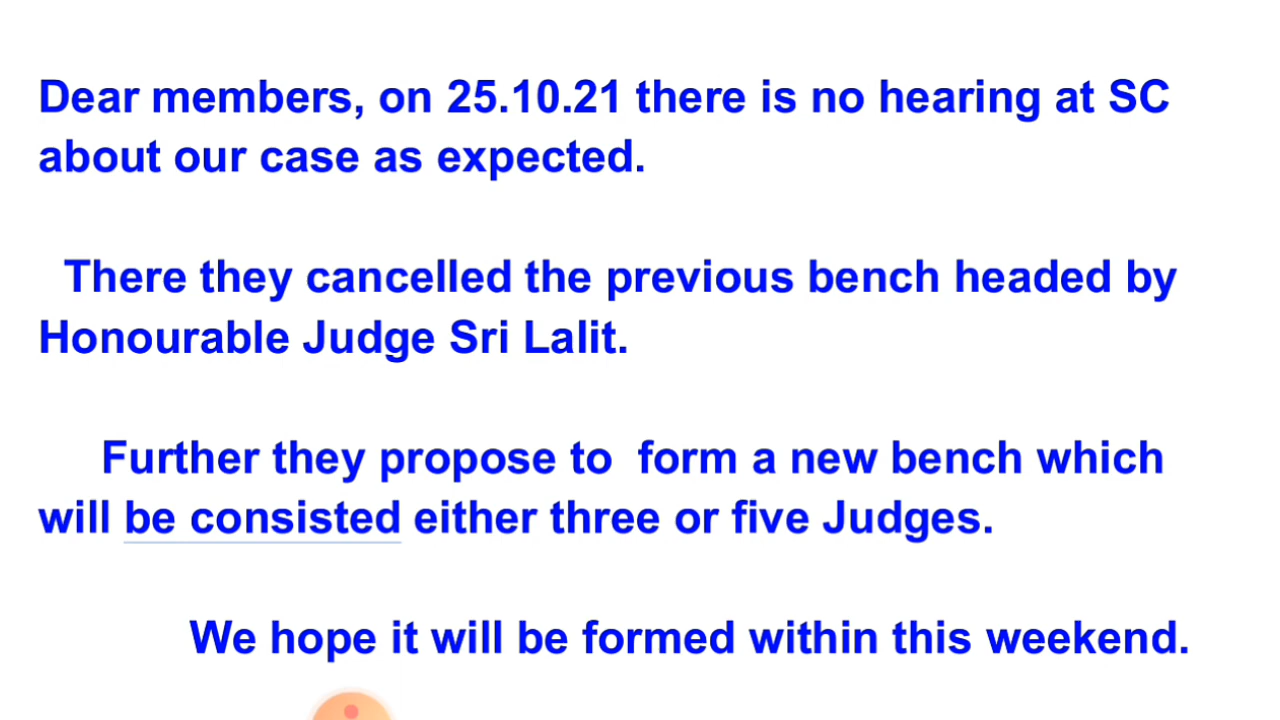 Dear members, on 25.10.21 there is no hearing at SC
about our case as expected.
There they cancelled the previous bench headed by
Honourable Judge Sri Lalit.
Further they propose to  form a new bench which
will be consisted either three or five Judges.
We hope it will be formed within this weekend.